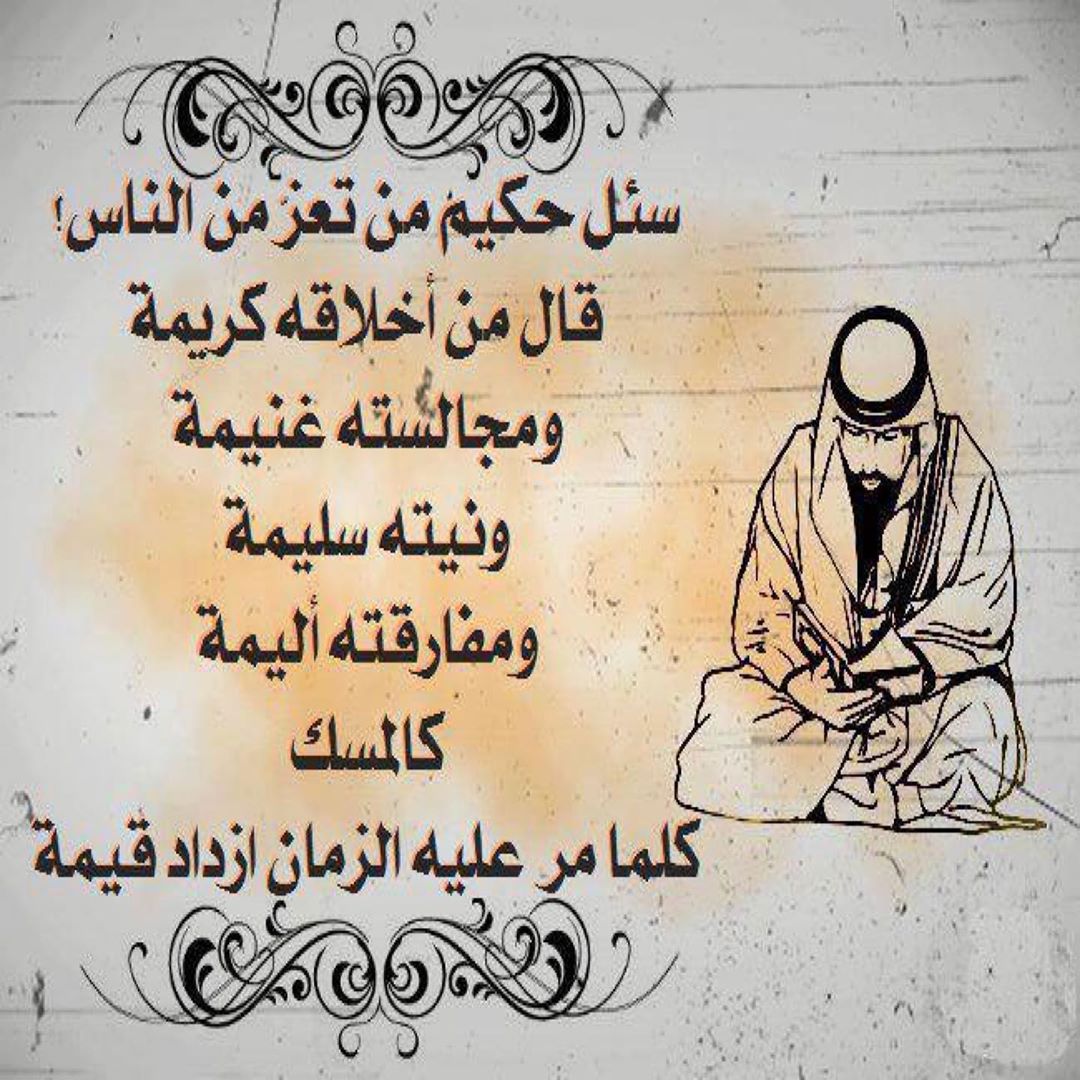 سئل حكيم من تعز من الناس!
قال من أخلاقه كريمة
ومجالسته غنيمة
ونيته سليمة
ومفارقته أليمة
كالمسك
كلما مر عليه الزمان ازداد قيمة